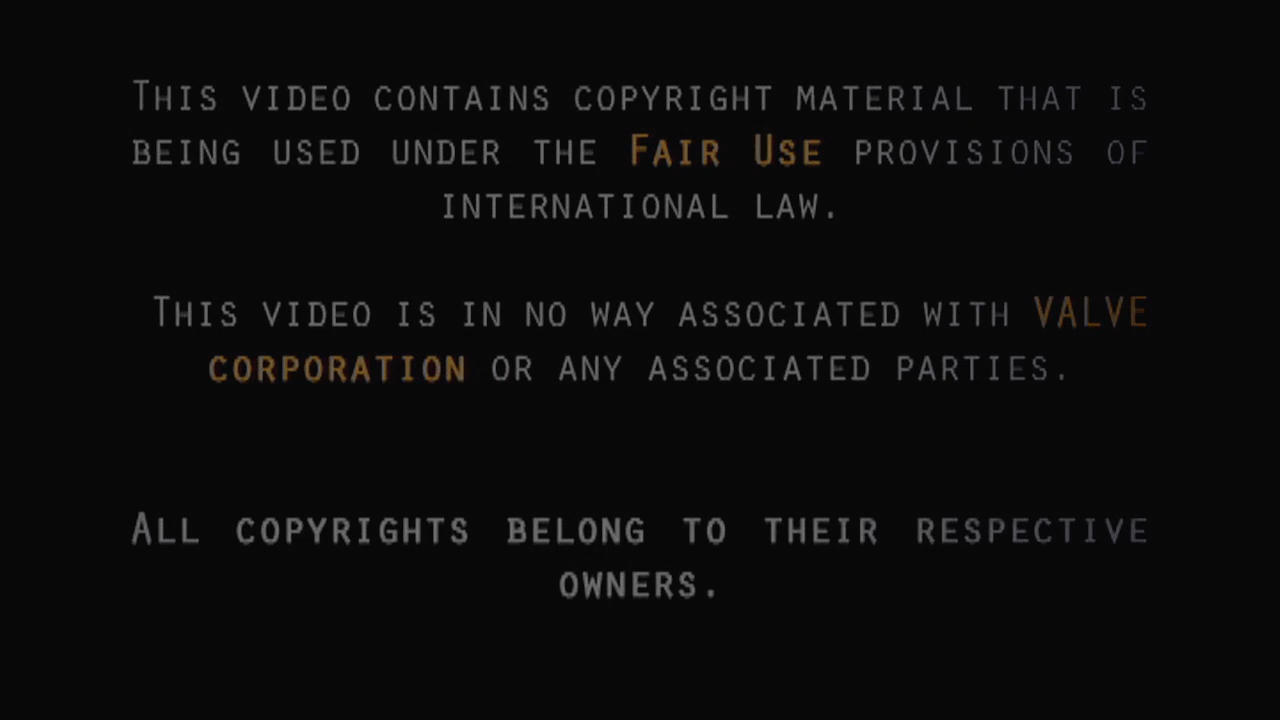 This video contains copyright material that is
being used under the Fair Use provisions of
international law.
This video is in no way associated with VALVE
corporation or any associated parties.
All copyrights belong to their respective
owners.